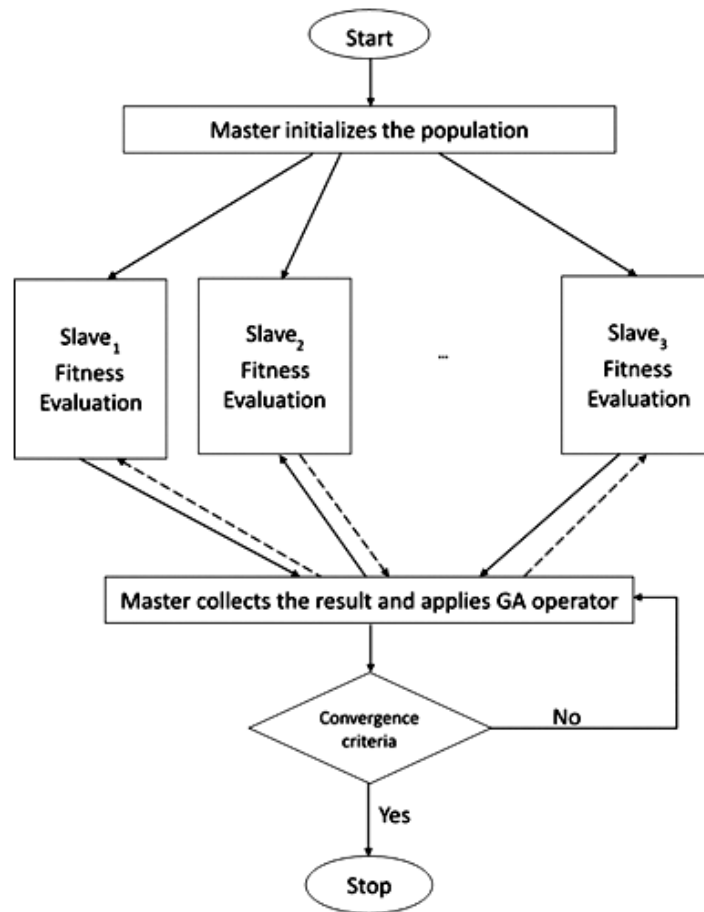 Start
Master initializes the population
Slave1
Fitness
Evaluation
Slave2
Fitness
Evaluation
...
Slave3
Fitness
Evaluation
Master collects the result and applies GA operator
Convergence
criteria
No
Yes
Stop